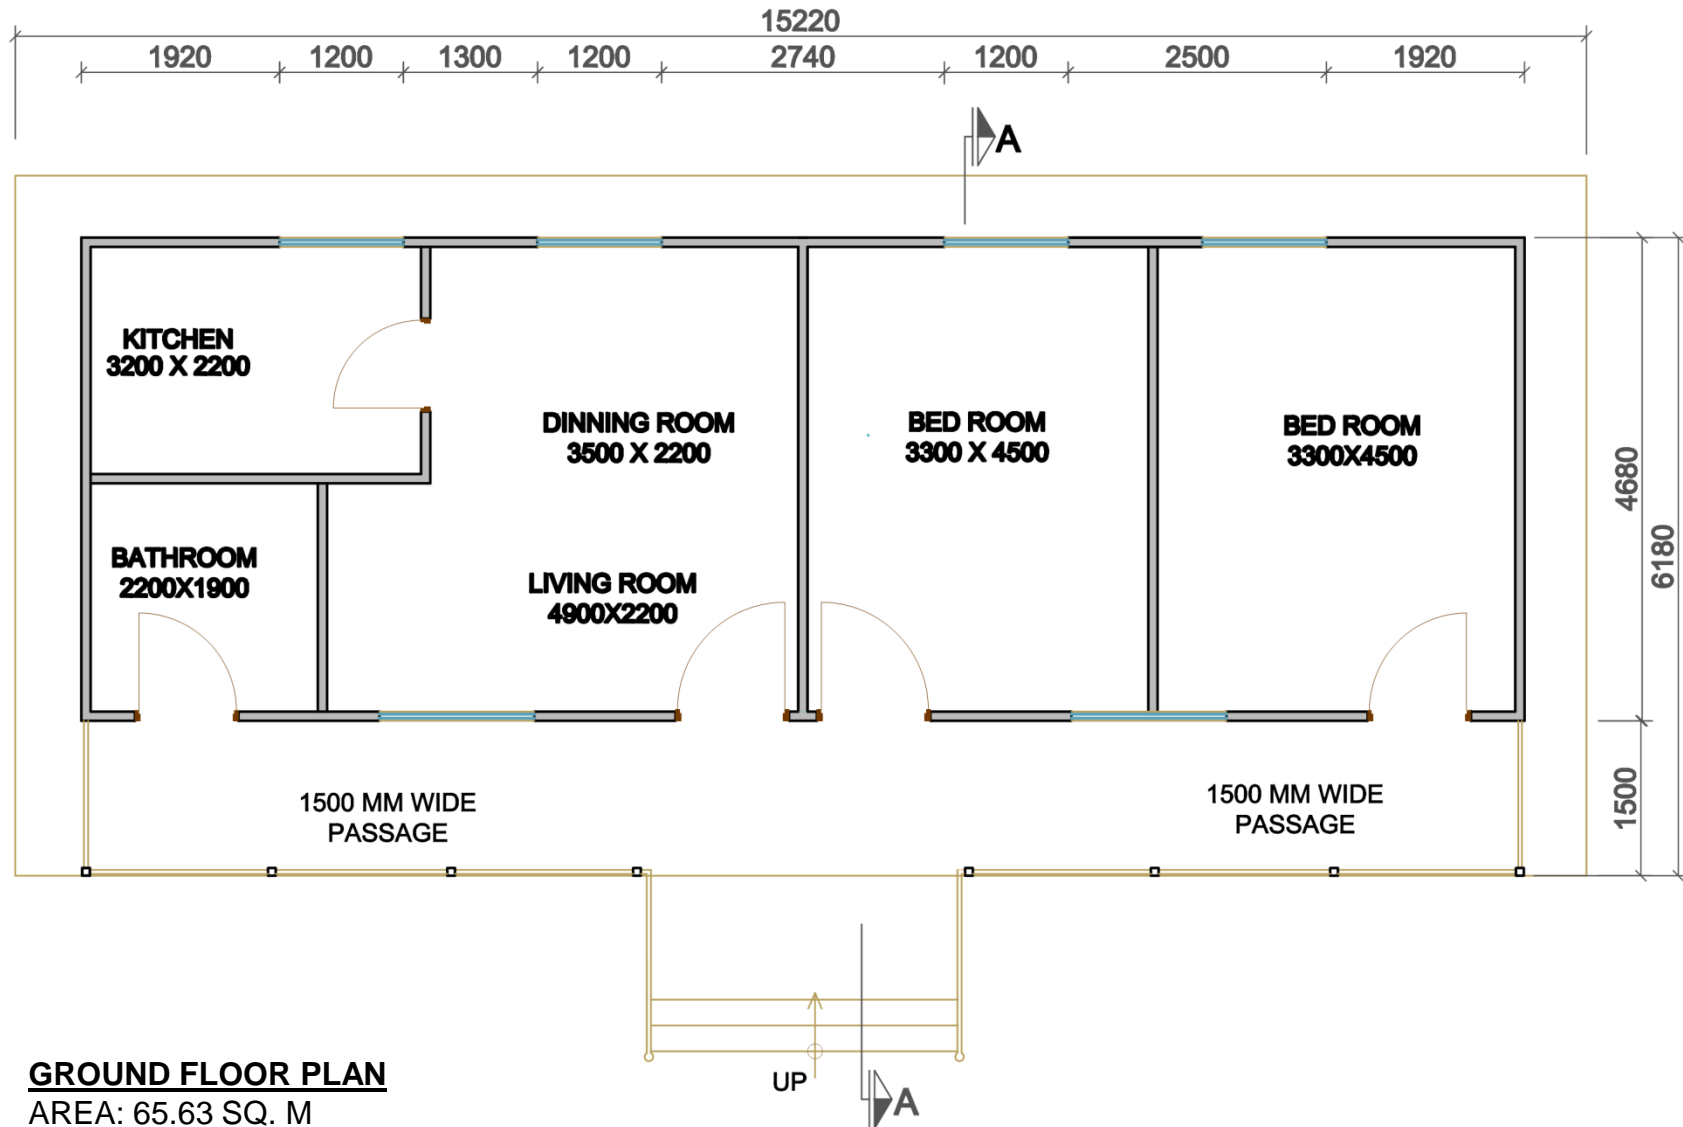 15220
1920 1200 1300 1200 2740 1200 2500 1920
A
KITCHEN
3200 X 2200
DINNING ROOM
3500 X 2200
BED ROOM
3300 X 4500
BED ROOM
3300X4500
4680
6180
BATHROOM
2200X1900
LIVING ROOM
4900X2200
1500 MM WIDE
PASSAGE
1500 MM WIDE
PASSAGE
1500
UP
A
GROUND FLOOR PLAN
AREA: 65.63 SQ. M